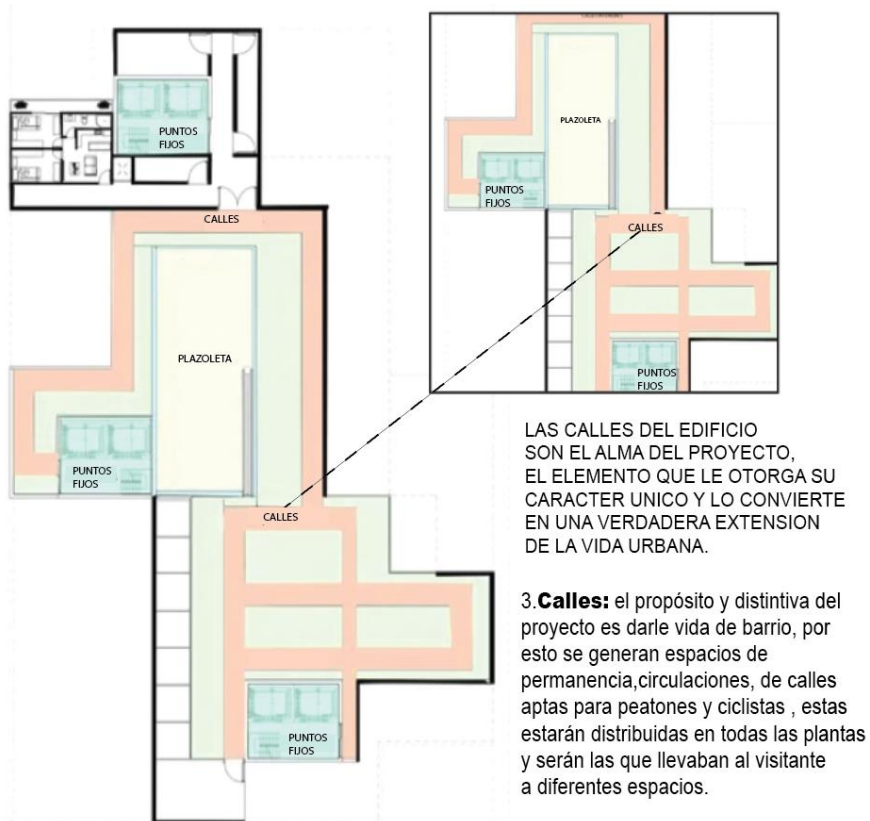 PUNTOS
FIJOS
CALLES
PLAZOLETA
PUNTOS
FIJOS
CALLES
PUNTOS
FIJOS
PLAZOLETA
PUNTOS
FIJOS
CALLES
PUNTOS
FIJOS
LAS CALLES DEL EDIFICIO
SON EL ALMA DEL PROYECTO,
EL ELEMENTO QUE LE OTORGA SU
CARACTER UNICO Y LO CONVIERTE
EN UNA VERDADERA EXTENSION
DE LA VIDA URBANA.
3.Calles: el propósito y distintiva del
proyecto es darle vida de barrio, por
esto se generan espacios de
permanencia,circulaciones, de calles
aptas para peatones y ciclistas , estas
estarán distribuidas en todas las plantas
y serán las que llevaban al visitante
a diferentes espacios.